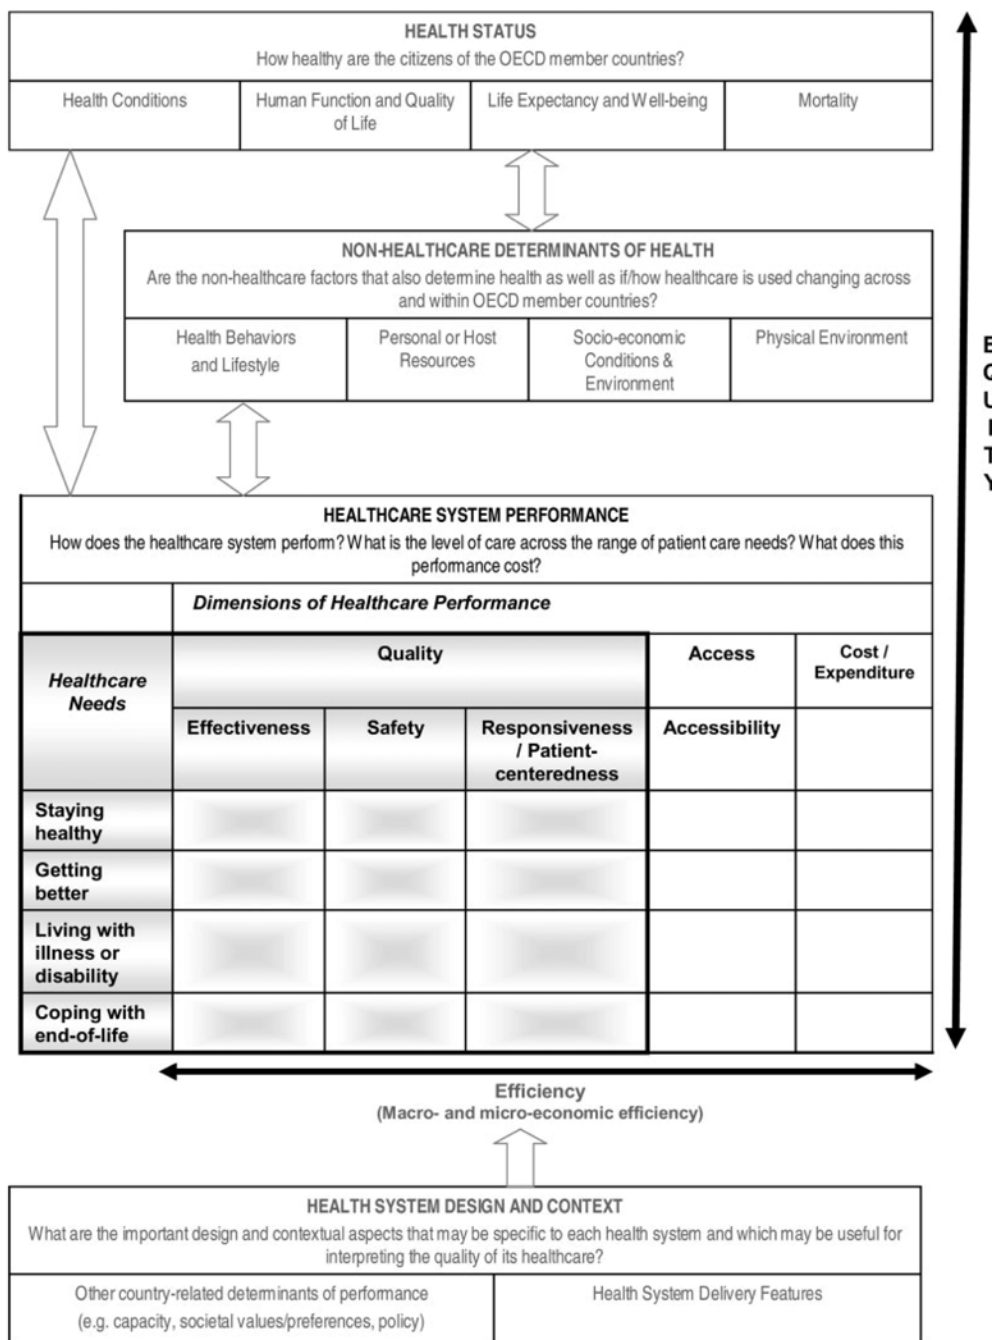 HEALTH STATUS
How healthy are the citizens of the OECD member countries?
Health Conditions
Human Function and Quality
of Life
Life Expectancy and Well-being
Mortality
NON-HEALTHCARE DETERMINANTS OF HEALTH
Are the non-healthcare factors that also determine health as well as if/how healthcare is used changing across
and within OECD member countries?
Health Behaviors
and Lifestyle
Personal or Host
Resources
Socio-economic
Conditions &
Environment
Physical Environment
E
Q
U
I
T
Y
HEALTHCARE SYSTEM PERFORMANCE
How does the healthcare system perform? What is the level of care across the range of patient care needs? What does this
performance cost?
Dimensions of Healthcare Performance
Healthcare
Needs
Quality
Access
Cost /
Expenditure
Effectiveness
Safety
Responsiveness
/ Patient-
centeredness
Accessibility
Staying
healthy
Getting
better
Living with
illness or
disability
Coping with
end-of-life
Efficiency
(Macro- and micro-economic efficiency)
HEALTH SYSTEM DESIGN AND CONTEXT
What are the important design and contextual aspects that may be specific to each health system and which may be useful for
interpreting the quality of its healthcare?
Other country-related determinants of performance
(e.g. capacity, societal values/preferences, policy)
Health System Delivery Features